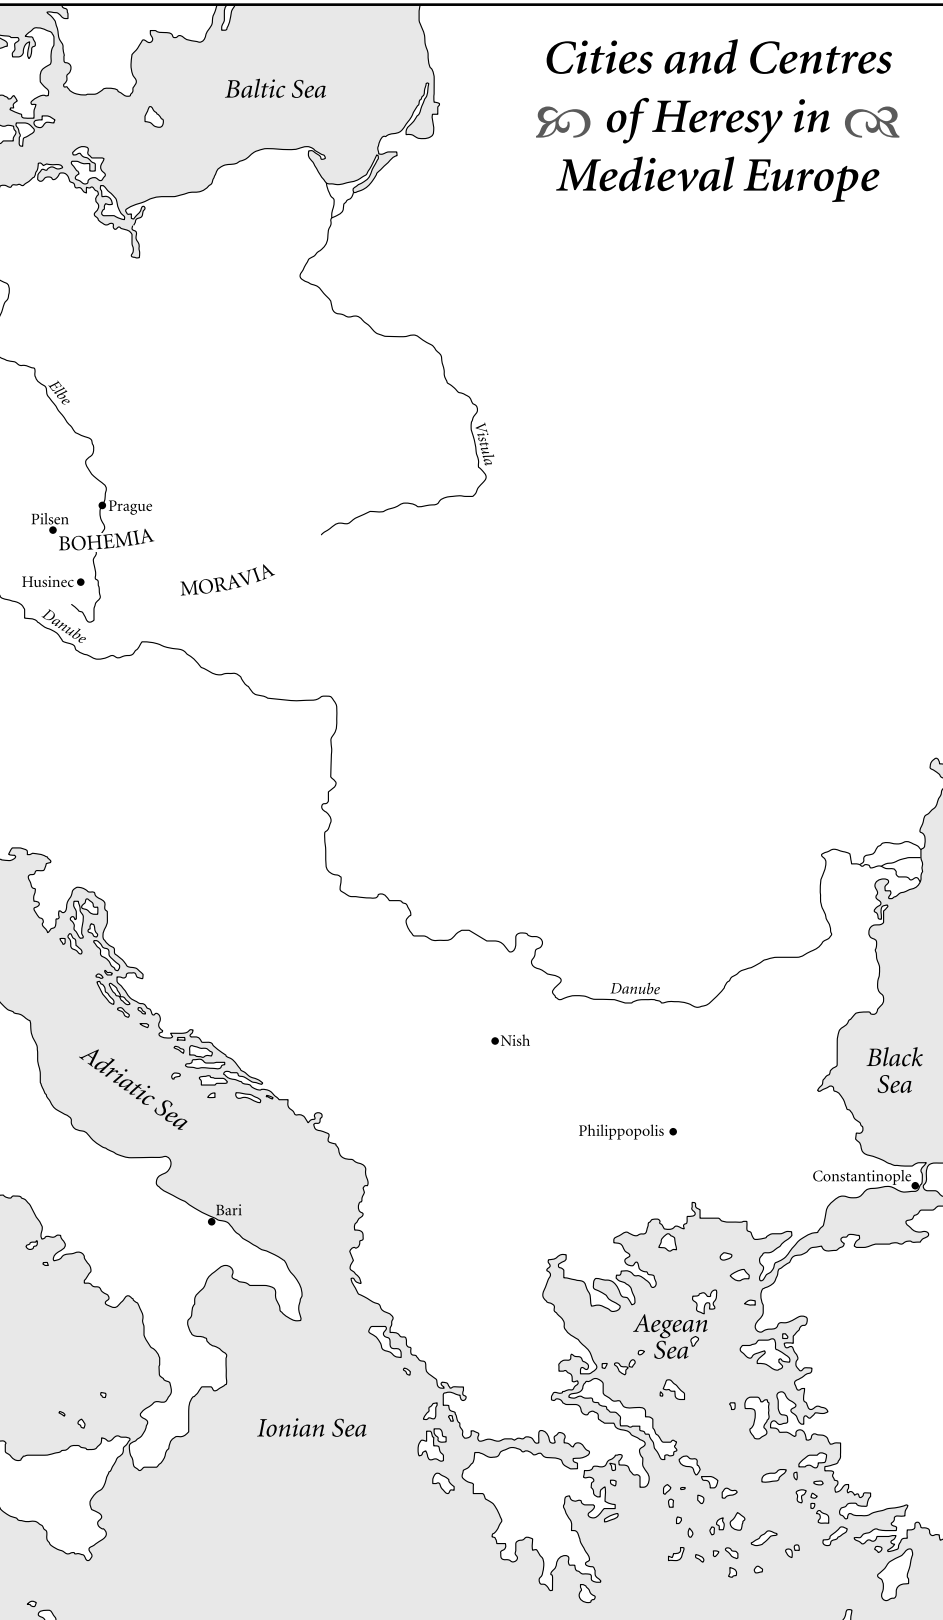 Cities and Centres
of Heresy in
Medieval Europe
Baltic Sea
Elbe
Vistula
Prague
Pilsen
BOHEMIA
MORAVIA
Husinec
Danube
Danube
Nish
Adriatic Sea
Black
Sea
Philippopolis
Constantinople
Bari
Aegean
Sea
Ionian Sea